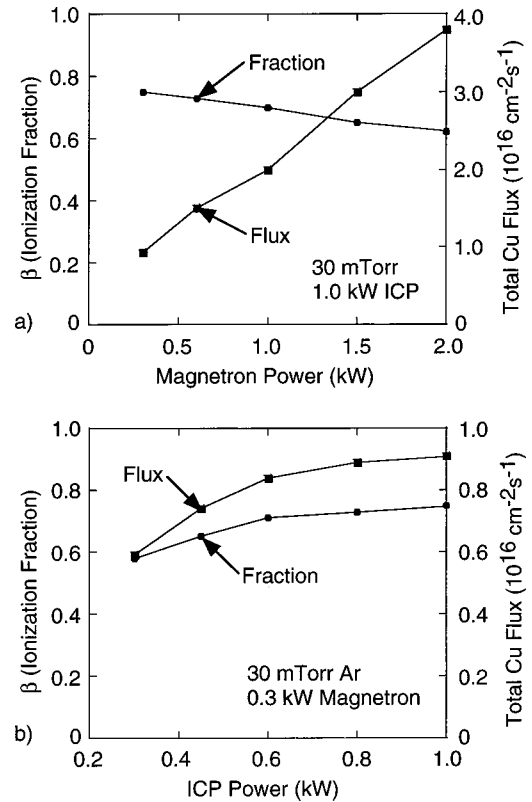 1.0
0.8
0.6
0.4
0.2
0
β (Ionization Fraction)
Fraction
Flux
30 mTorr
1.0 kW ICP
4.0
3.0
2.0
1.0
0
Total Cu Flux (10¹⁶ cm⁻²s⁻¹)
a)
0 0.5 1.0 1.5 2.0
Magnetron Power (kW)
1.0
0.8
0.6
0.4
0.2
0.0
β (Ionization Fraction)
Flux
Fraction
30 mTorr Ar
0.3 kW Magnetron
1.0
0.8
0.6
0.4
0.2
0
Total Cu Flux (10¹⁶ cm⁻²s⁻¹)
b)
0.2 0.4 0.6 0.8 1.0
ICP Power (kW)